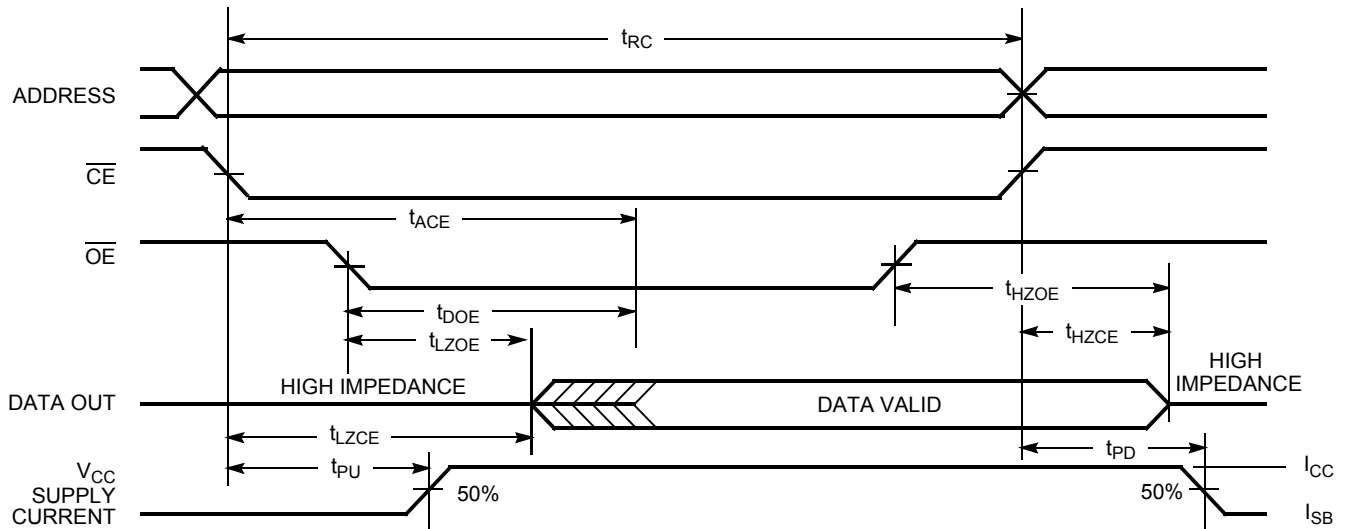 tRC
ADDRESS
CE
tACE
OE
tHZOE
tDOE
tHZCE
tLZOE
HIGH
IMPEDANCE
HIGH IMPEDANCE
DATA OUT
DATA VALID
tLZCE
tPD
tPU
VCC
SUPPLY
CURRENT
50%
50%
ICC
ISB